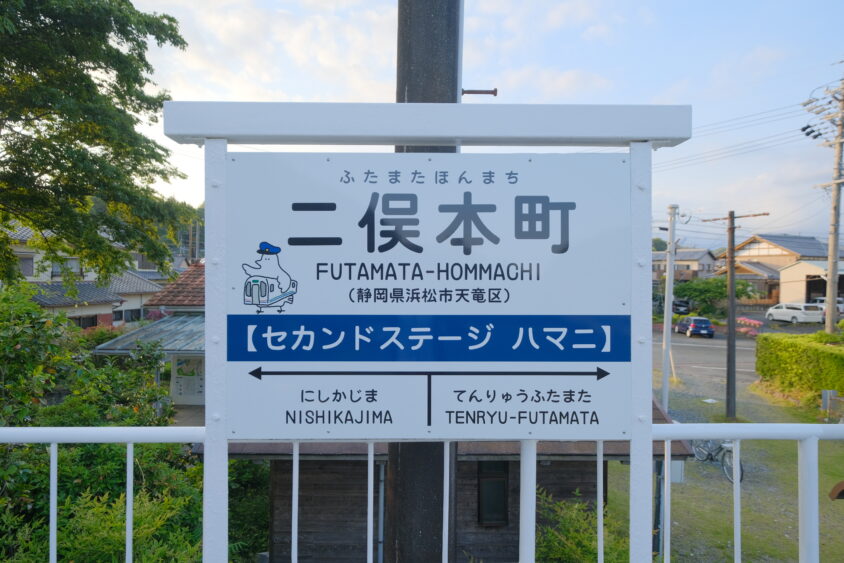 ふたまたほんまち
二俣本町
FUTAMATA-HOMMACHI
(静岡県浜松市天竜区)
【セカンドステージ ハマニ】
にしかじま てんりゅうふたまた
NISHIKAJIMA TENRYU-FUTAMATA